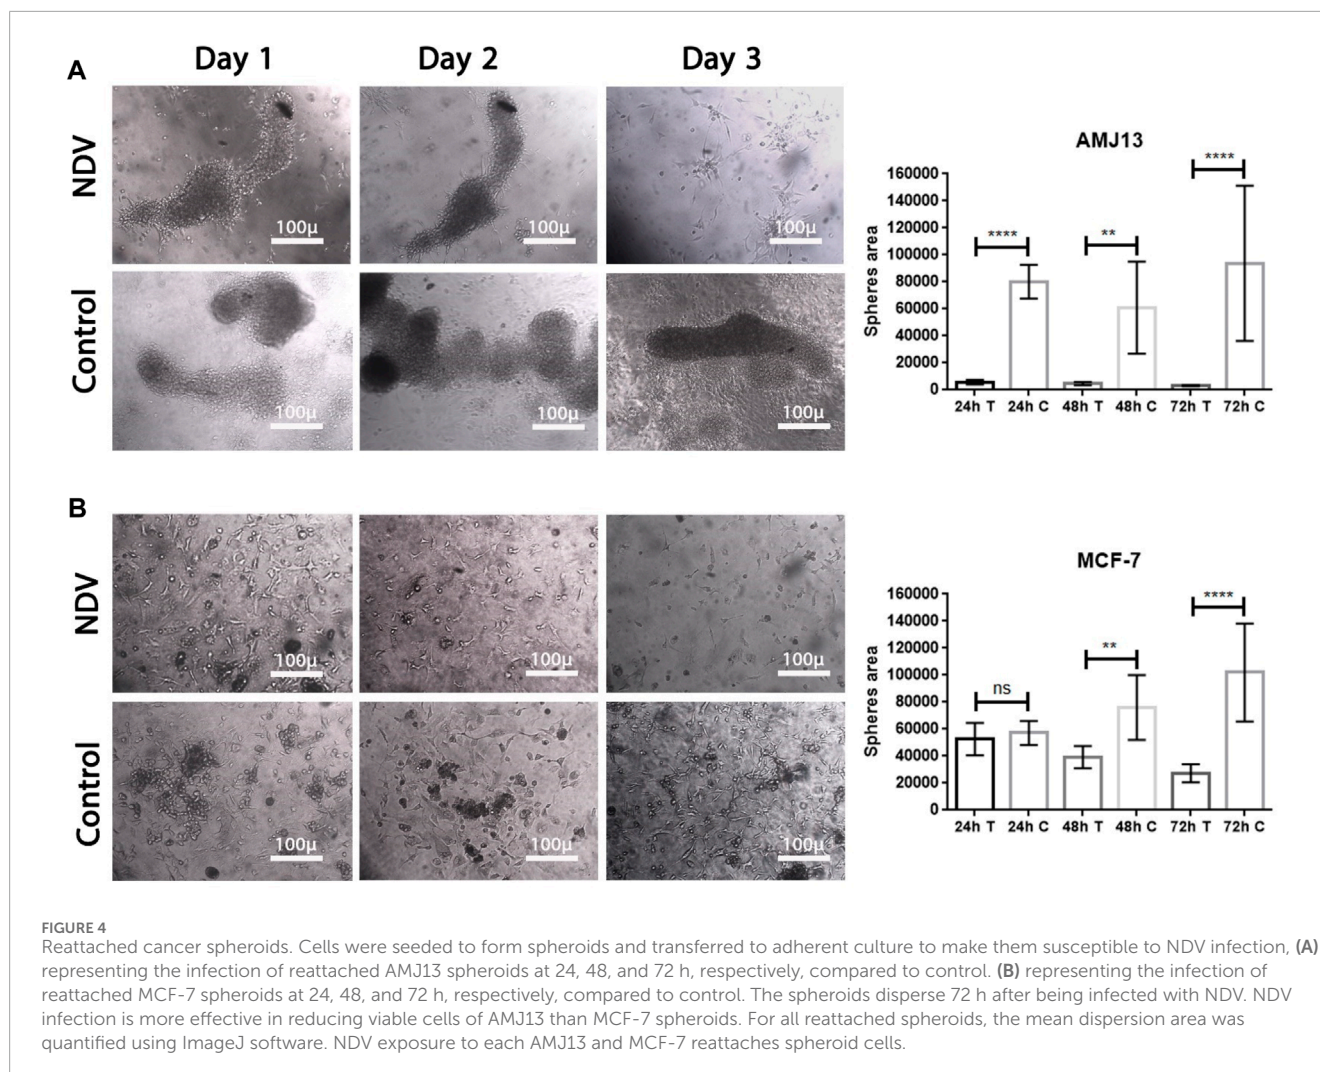 A
Day 1
Day 2
Day 3
NDV
100μ
100μ
100μ
Control
100μ
100μ
100μ
AMJ13
Spheres area
160000
140000
120000
100000
80000
60000
40000
20000
0
****
**
****
24h T
24h C
48h T
48h C
72h T
72h C
B
NDV
100μ
100μ
100μ
Control
100μ
100μ
100μ
MCF-7
Spheres area
160000
140000
120000
100000
80000
60000
40000
20000
0
ns
**
****
24h T
24h C
48h T
48h C
72h T
72h C
FIGURE 4
Reattached cancer spheroids. Cells were seeded to form spheroids and transferred to adherent culture to make them susceptible to NDV infection, (A)
representing the infection of reattached AMJ13 spheroids at 24, 48, and 72 h, respectively, compared to control. (B) representing the infection of
reattached MCF-7 spheroids at 24, 48, and 72 h, respectively, compared to control. The spheroids disperse 72 h after being infected with NDV. NDV
infection is more effective in reducing viable cells of AMJ13 than MCF-7 spheroids. For all reattached spheroids, the mean dispersion area was
quantified using ImageJ software. NDV exposure to each AMJ13 and MCF-7 reattaches spheroid cells.